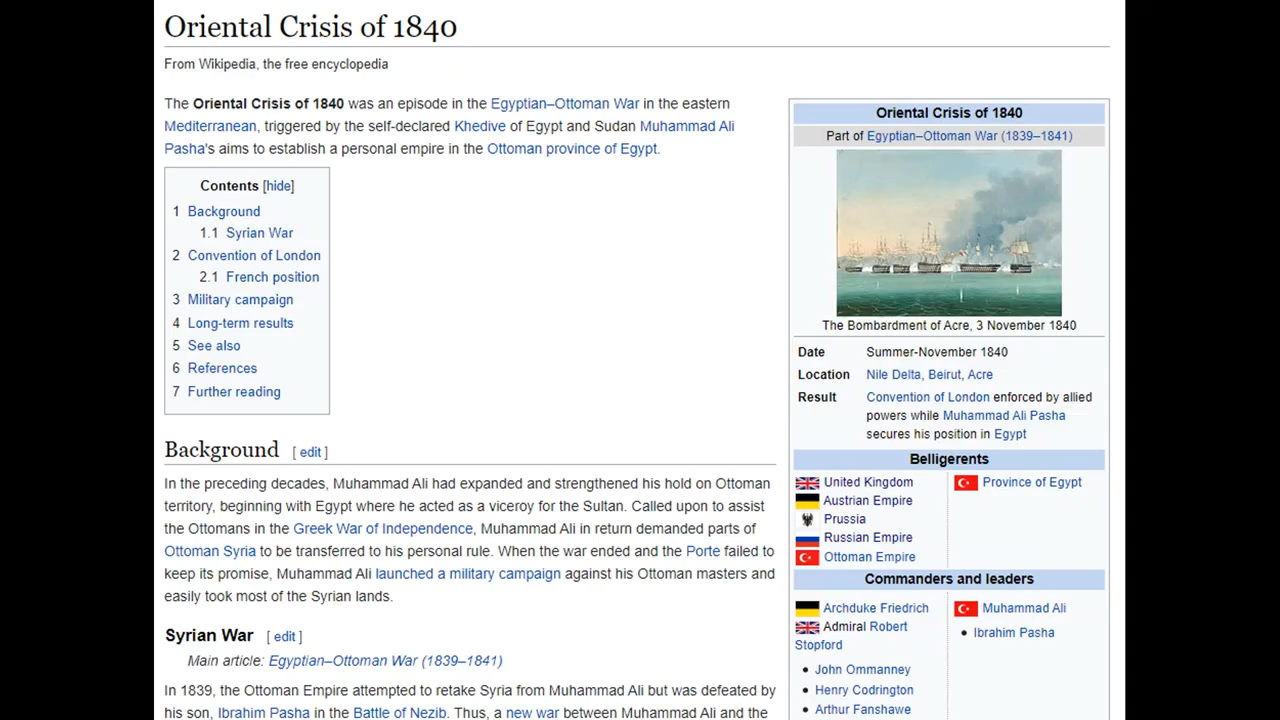 Oriental Crisis of 1840
From Wikipedia, the free encyclopedia
The Oriental Crisis of 1840 was an episode in the Egyptian–Ottoman War in the eastern
Mediterranean, triggered by the self-declared Khedive of Egypt and Sudan Muhammad Ali
Pasha's aims to establish a personal empire in the Ottoman province of Egypt.
Contents [hide]
1 Background
1.1 Syrian War
2 Convention of London
2.1 French position
3 Military campaign
4 Long-term results
5 See also
6 References
7 Further reading
Background [ edit ]
In the preceding decades, Muhammad Ali had expanded and strengthened his hold on Ottoman
territory, beginning with Egypt where he acted as a viceroy for the Sultan. Called upon to assist
the Ottomans in the Greek War of Independence, Muhammad Ali in return demanded parts of
Ottoman Syria to be transferred to his personal rule. When the war ended and the Porte failed to
keep its promise, Muhammad Ali launched a military campaign against his Ottoman masters and
easily took most of the Syrian lands.
Syrian War [ edit ]
Main article: Egyptian–Ottoman War (1839–1841)
In 1839, the Ottoman Empire attempted to retake Syria from Muhammad Ali but was defeated by
his son, Ibrahim Pasha in the Battle of Nezib. Thus, a new war between Muhammad Ali and the
Oriental Crisis of 1840
Part of Egyptian–Ottoman War (1839–1841)
The Bombardment of Acre, 3 November 1840
Date Summer-November 1840
Location Nile Delta, Beirut, Acre
Result Convention of London enforced by allied
powers while Muhammad Ali Pasha
secures his position in Egypt
Belligerents
United Kingdom
Austrian Empire
Prussia
Russian Empire
Ottoman Empire
Province of Egypt
Commanders and leaders
Archduke Friedrich
Admiral Robert
Stopford
• John Ommanney
• Henry Codrington
• Arthur Fanshawe
Muhammad Ali
• Ibrahim Pasha